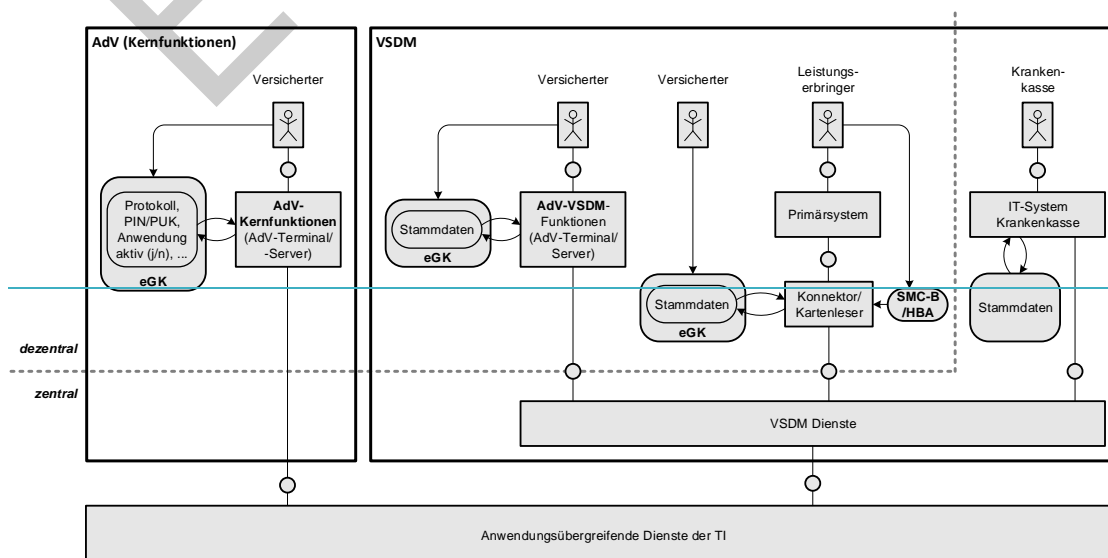 AdV (Kernfunktionen)
VSDM
Versicherter
Versicherter
Versicherter
Leistungs-
erbringer
Kranken-
kasse
Protokoll,
PIN/PUK,
Anwendung
aktiv (j/n), ...
eGK
AdV-
Kernfunktionen
(AdV-Terminal/
-Server)
Stammdaten
eGK
AdV-VSDM-
Funktionen
(AdV-Terminal/
Server)
Primärsystem
IT-System
Krankenkasse
Stammdaten
eGK
Konnektor/
Kartenleser
SMC-B
/HBA
Stammdaten
dezentral
zentral
VSDM Dienste
Anwendungsübergreifende Dienste der TI